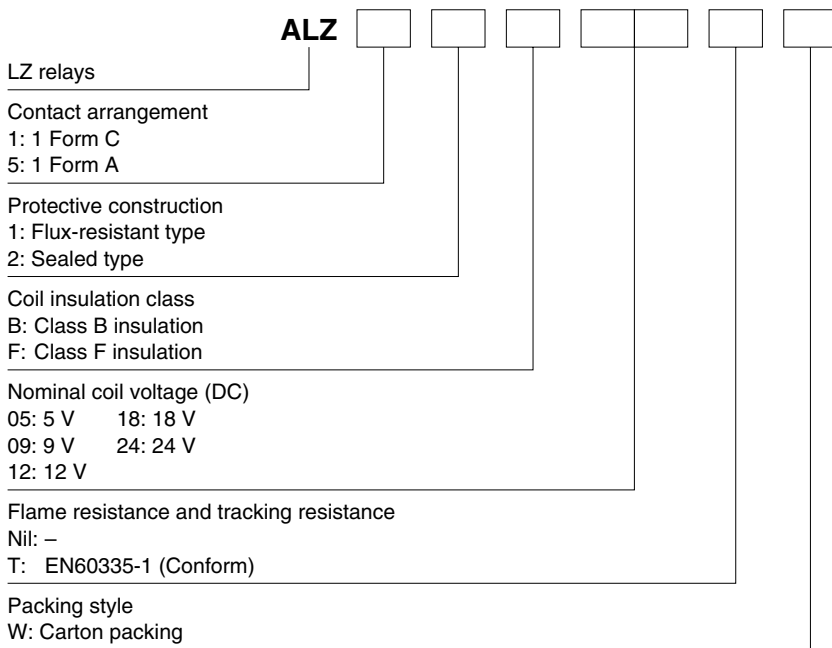 ALZ
LZ relays
Contact arrangement
1: 1 Form C
5: 1 Form A
Protective construction
1: Flux-resistant type
2: Sealed type
Coil insulation class
B: Class B insulation
F: Class F insulation
Nominal coil voltage (DC)
05: 5 V 18: 18 V
09: 9 V 24: 24 V
12: 12 V
Flame resistance and tracking resistance
Nil: –
T: EN60335-1 (Conform)
Packing style
W: Carton packing